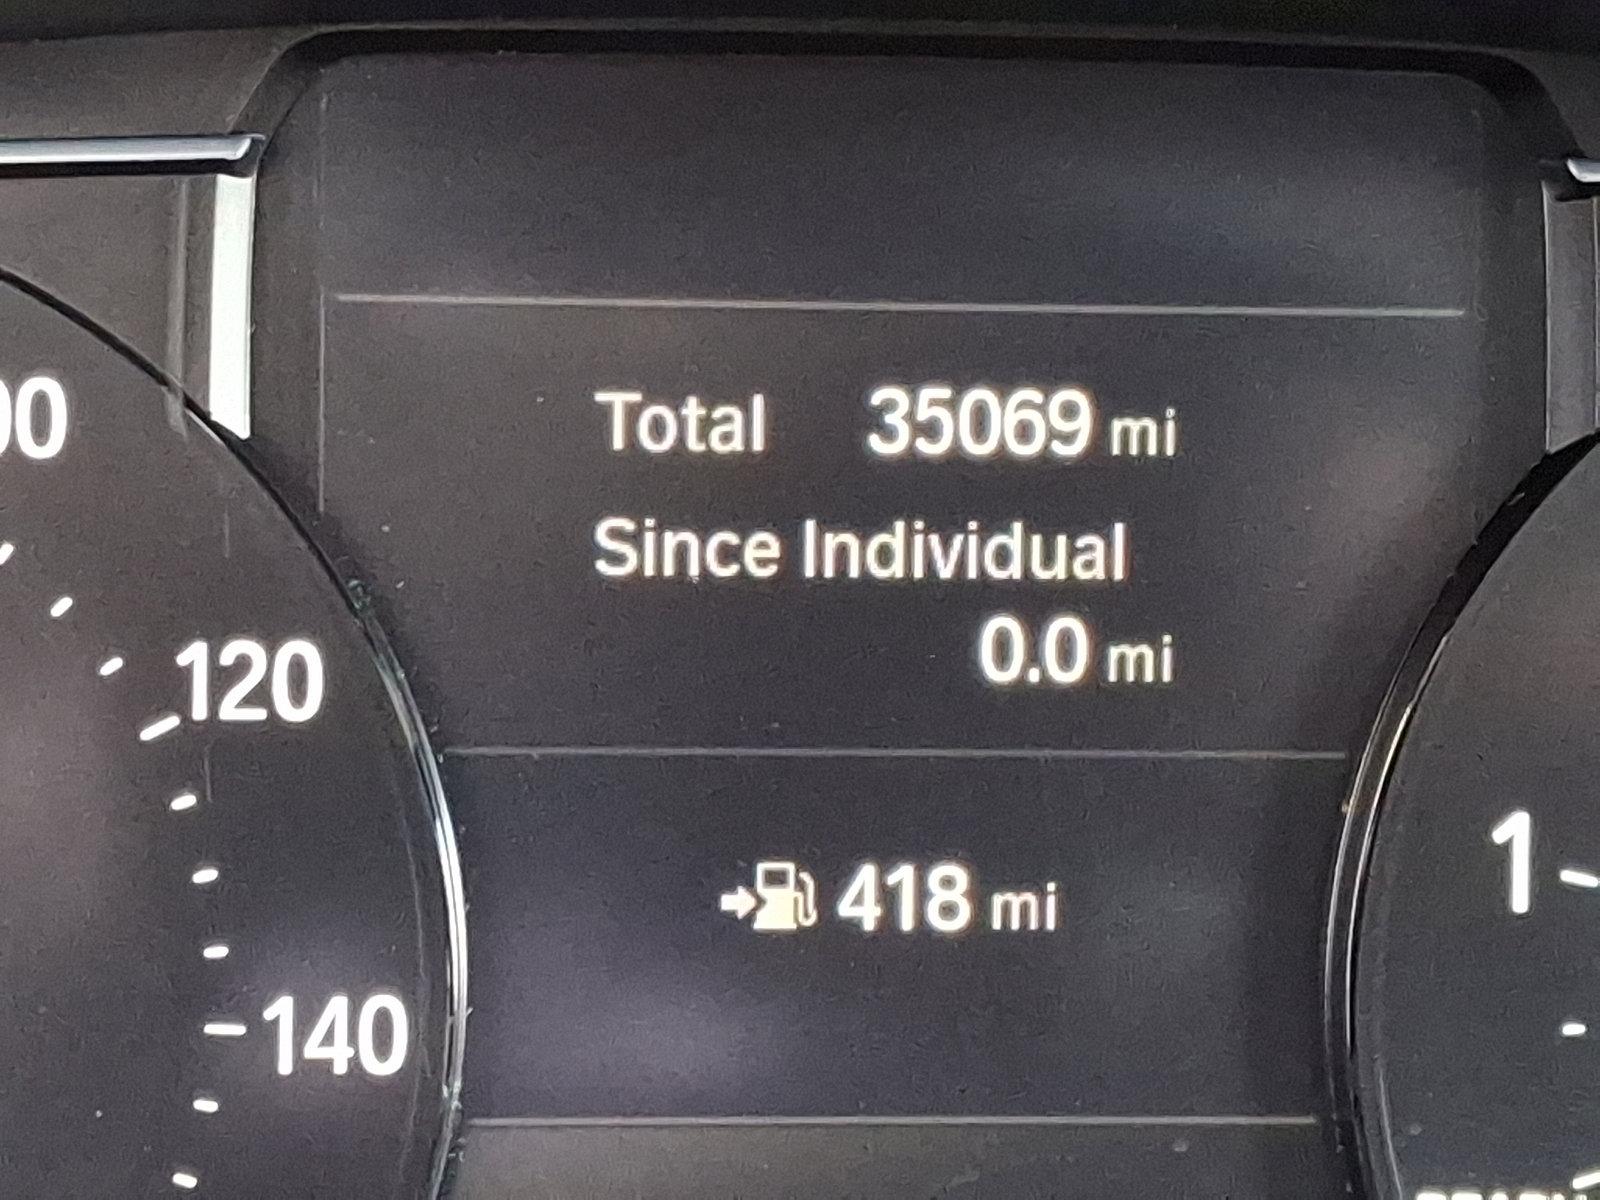 Total 35069 mi
Since Individual
0.0 mi
120
418 mi
1
140